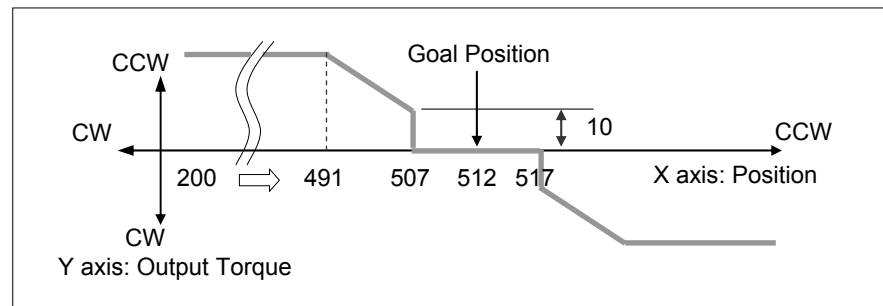 Goal Position
CCW
CW
10
CCW
200
491
507
512
517
X axis: Position
CW
Y axis: Output Torque